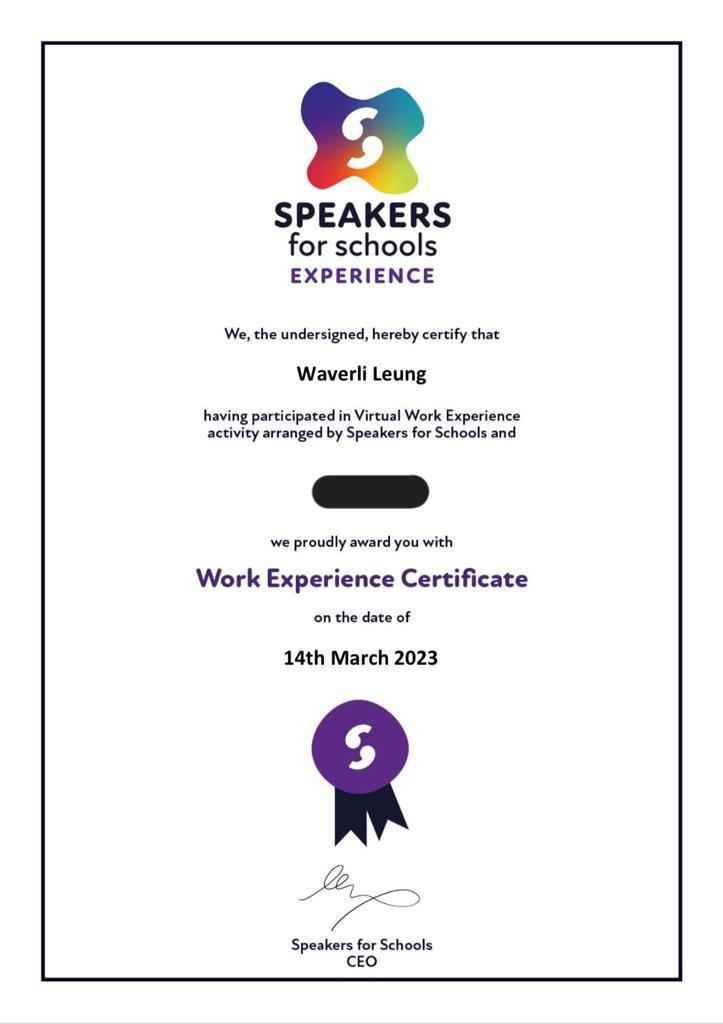 SPEAKERS
for schools
EXPERIENCE
We, the undersigned, hereby certify that
Waverli Leung
having participated in Virtual Work Experience
activity arranged by Speakers for Schools and
we proudly award you with
Work Experience Certificate
on the date of
14th March 2023
Speakers for Schools
CEO